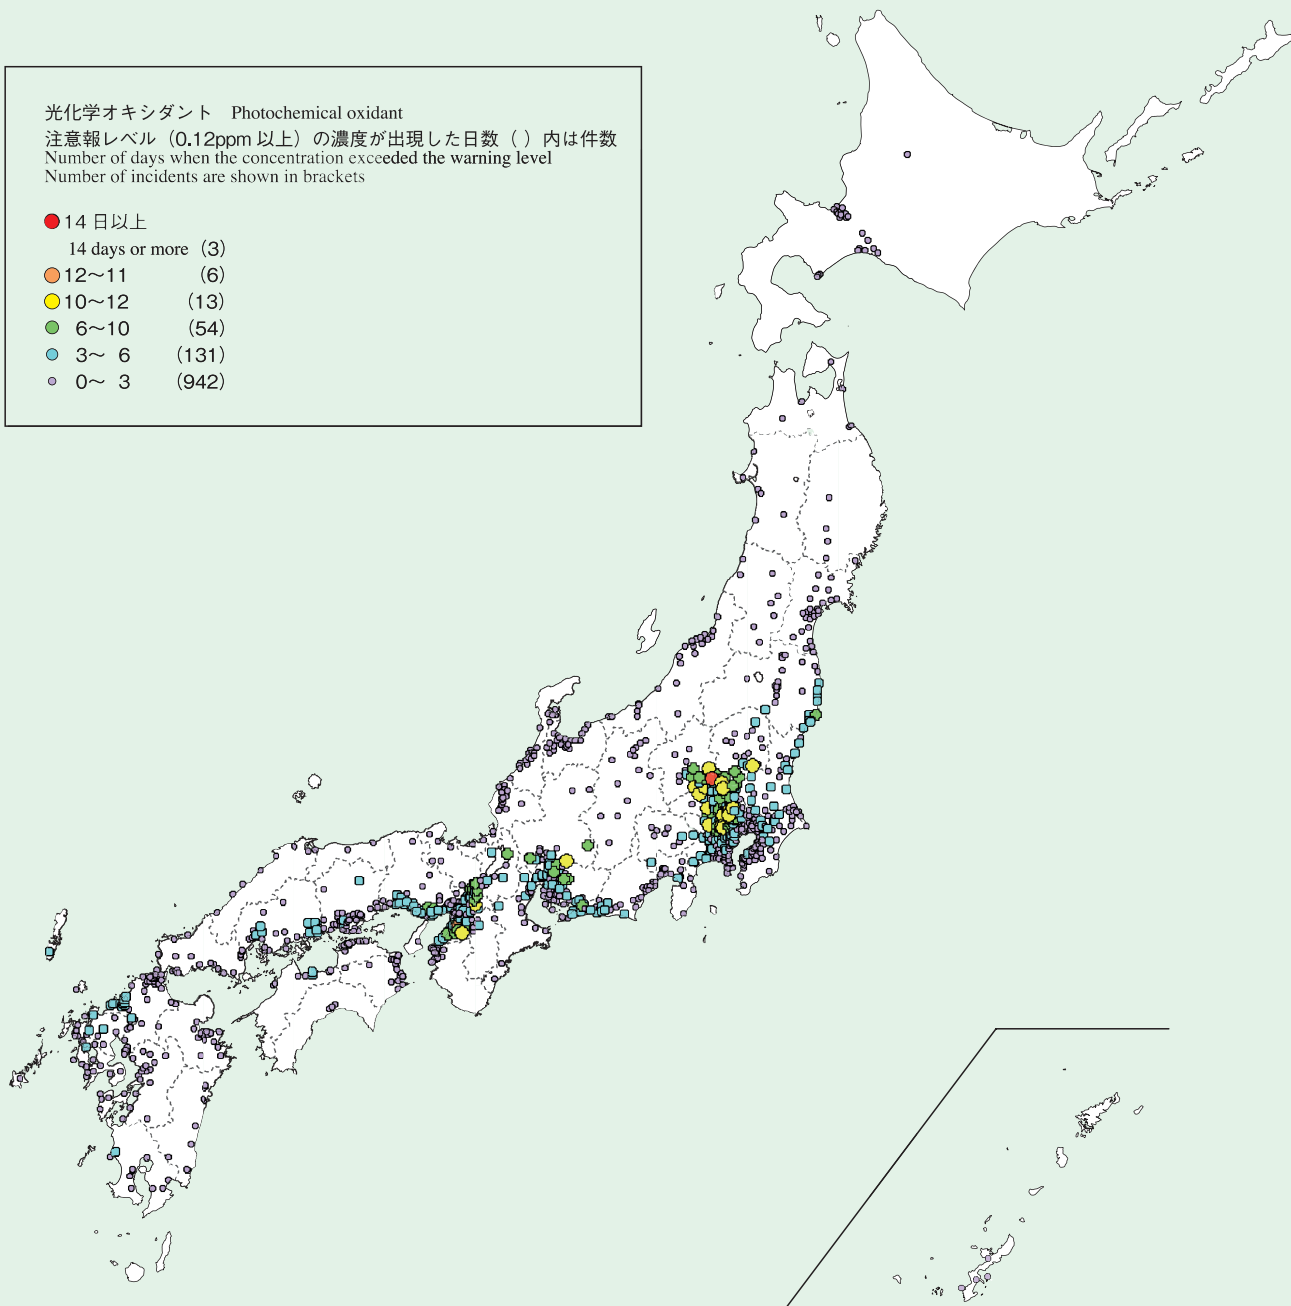 光化学オキシダント Photochemical oxidant
注意報レベル（0.12ppm 以上）の濃度が出現した日数（ ）内は件数
Number of days when the concentration exceeded the warning level
Number of incidents are shown in brackets
14 日以上
14 days or more（3）
12～11 （6）
10～12 （13）
6～10 （54）
3～ 6 （131）
0～ 3 （942）